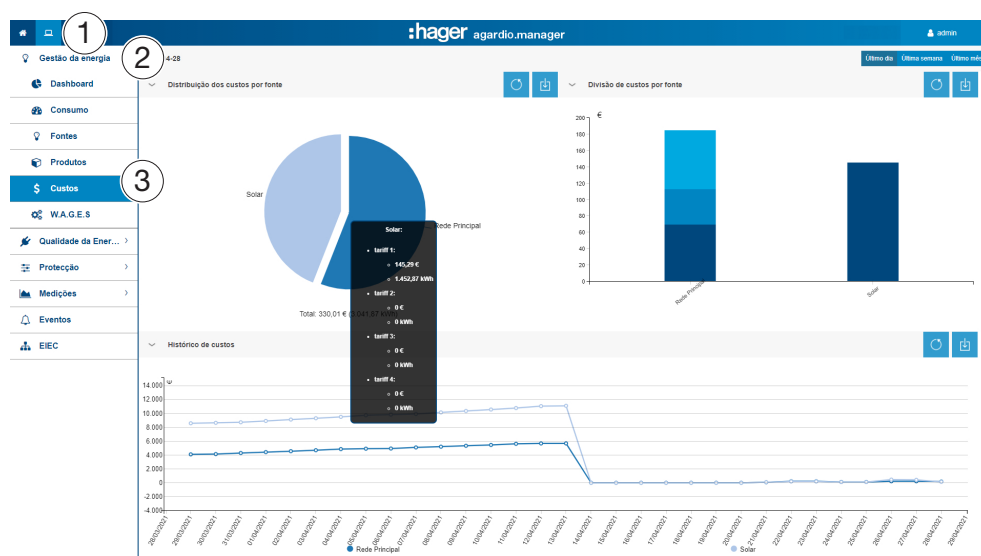 1
:hager agardio.manager
admin
Gestão da energia
2
4-28
Último dia
Última semana
Último mês
Dashboard
Distribuição dos custos por fonte
Divisão de custos por fonte
Consumo
Fontes
Produtos
3
Custos
W.A.G.E.S
Qualidade da Ener...
Protecção
Medições
Eventos
EIEC
Solar
Rede Principal
Solar:
tariff 1:
145,29 €
1.452,87 kWh
tariff 2:
0 €
0 kWh
tariff 3:
0 €
0 kWh
tariff 4:
0 €
0 kWh
Total: 330,01 €
€
200
180
160
140
120
100
80
60
40
20
0
Rede Principal
Solar
Histórico de custos
€
14.000
12.000
10.000
8.000
6.000
4.000
2.000
0
-2.000
-4.000
28/03/2021
29/03/2021
30/03/2021
31/03/2021
01/04/2021
02/04/2021
03/04/2021
04/04/2021
05/04/2021
06/04/2021
07/04/2021
08/04/2021
09/04/2021
10/04/2021
11/04/2021
12/04/2021
13/04/2021
14/04/2021
15/04/2021
16/04/2021
17/04/2021
18/04/2021
19/04/2021
20/04/2021
21/04/2021
22/04/2021
23/04/2021
24/04/2021
25/04/2021
26/04/2021
27/04/2021
28/04/2021
29/04/2021
Rede Principal
Solar